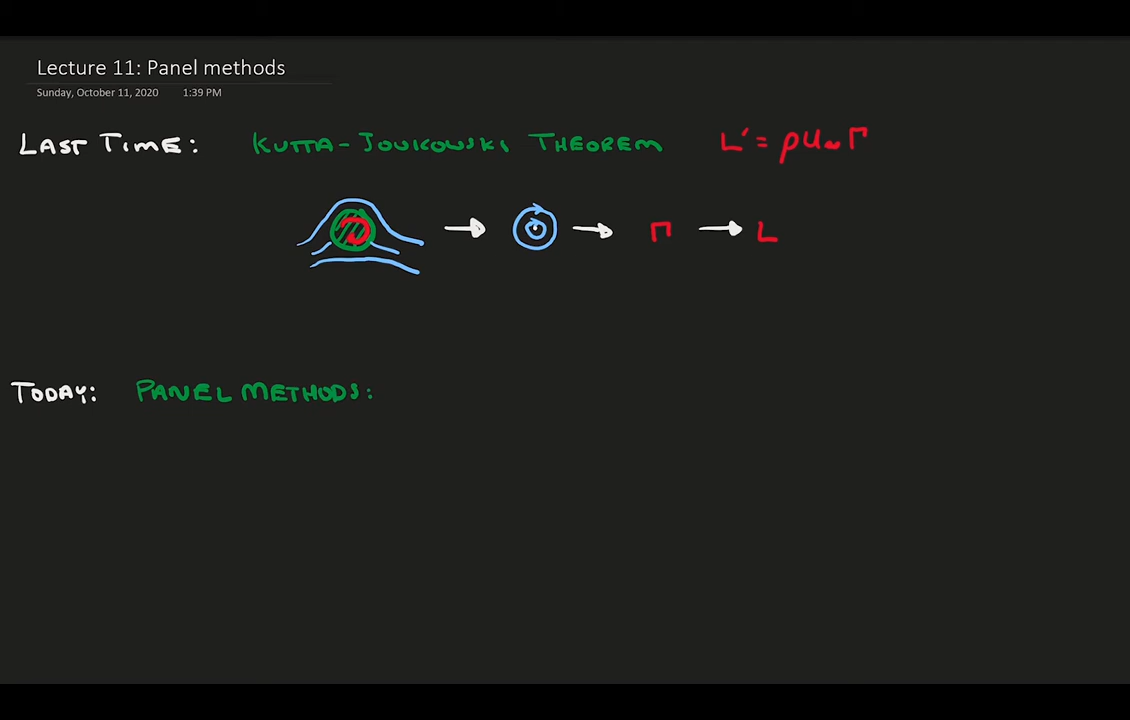 Lecture 11: Panel methods
Sunday, October 11, 2020 1:39 PM
LAST TIME: KUTTA-JOUKOWSKI THEOREM L' = ρU∞Γ
→ → Γ → L
TODAY: PANEL METHODS: